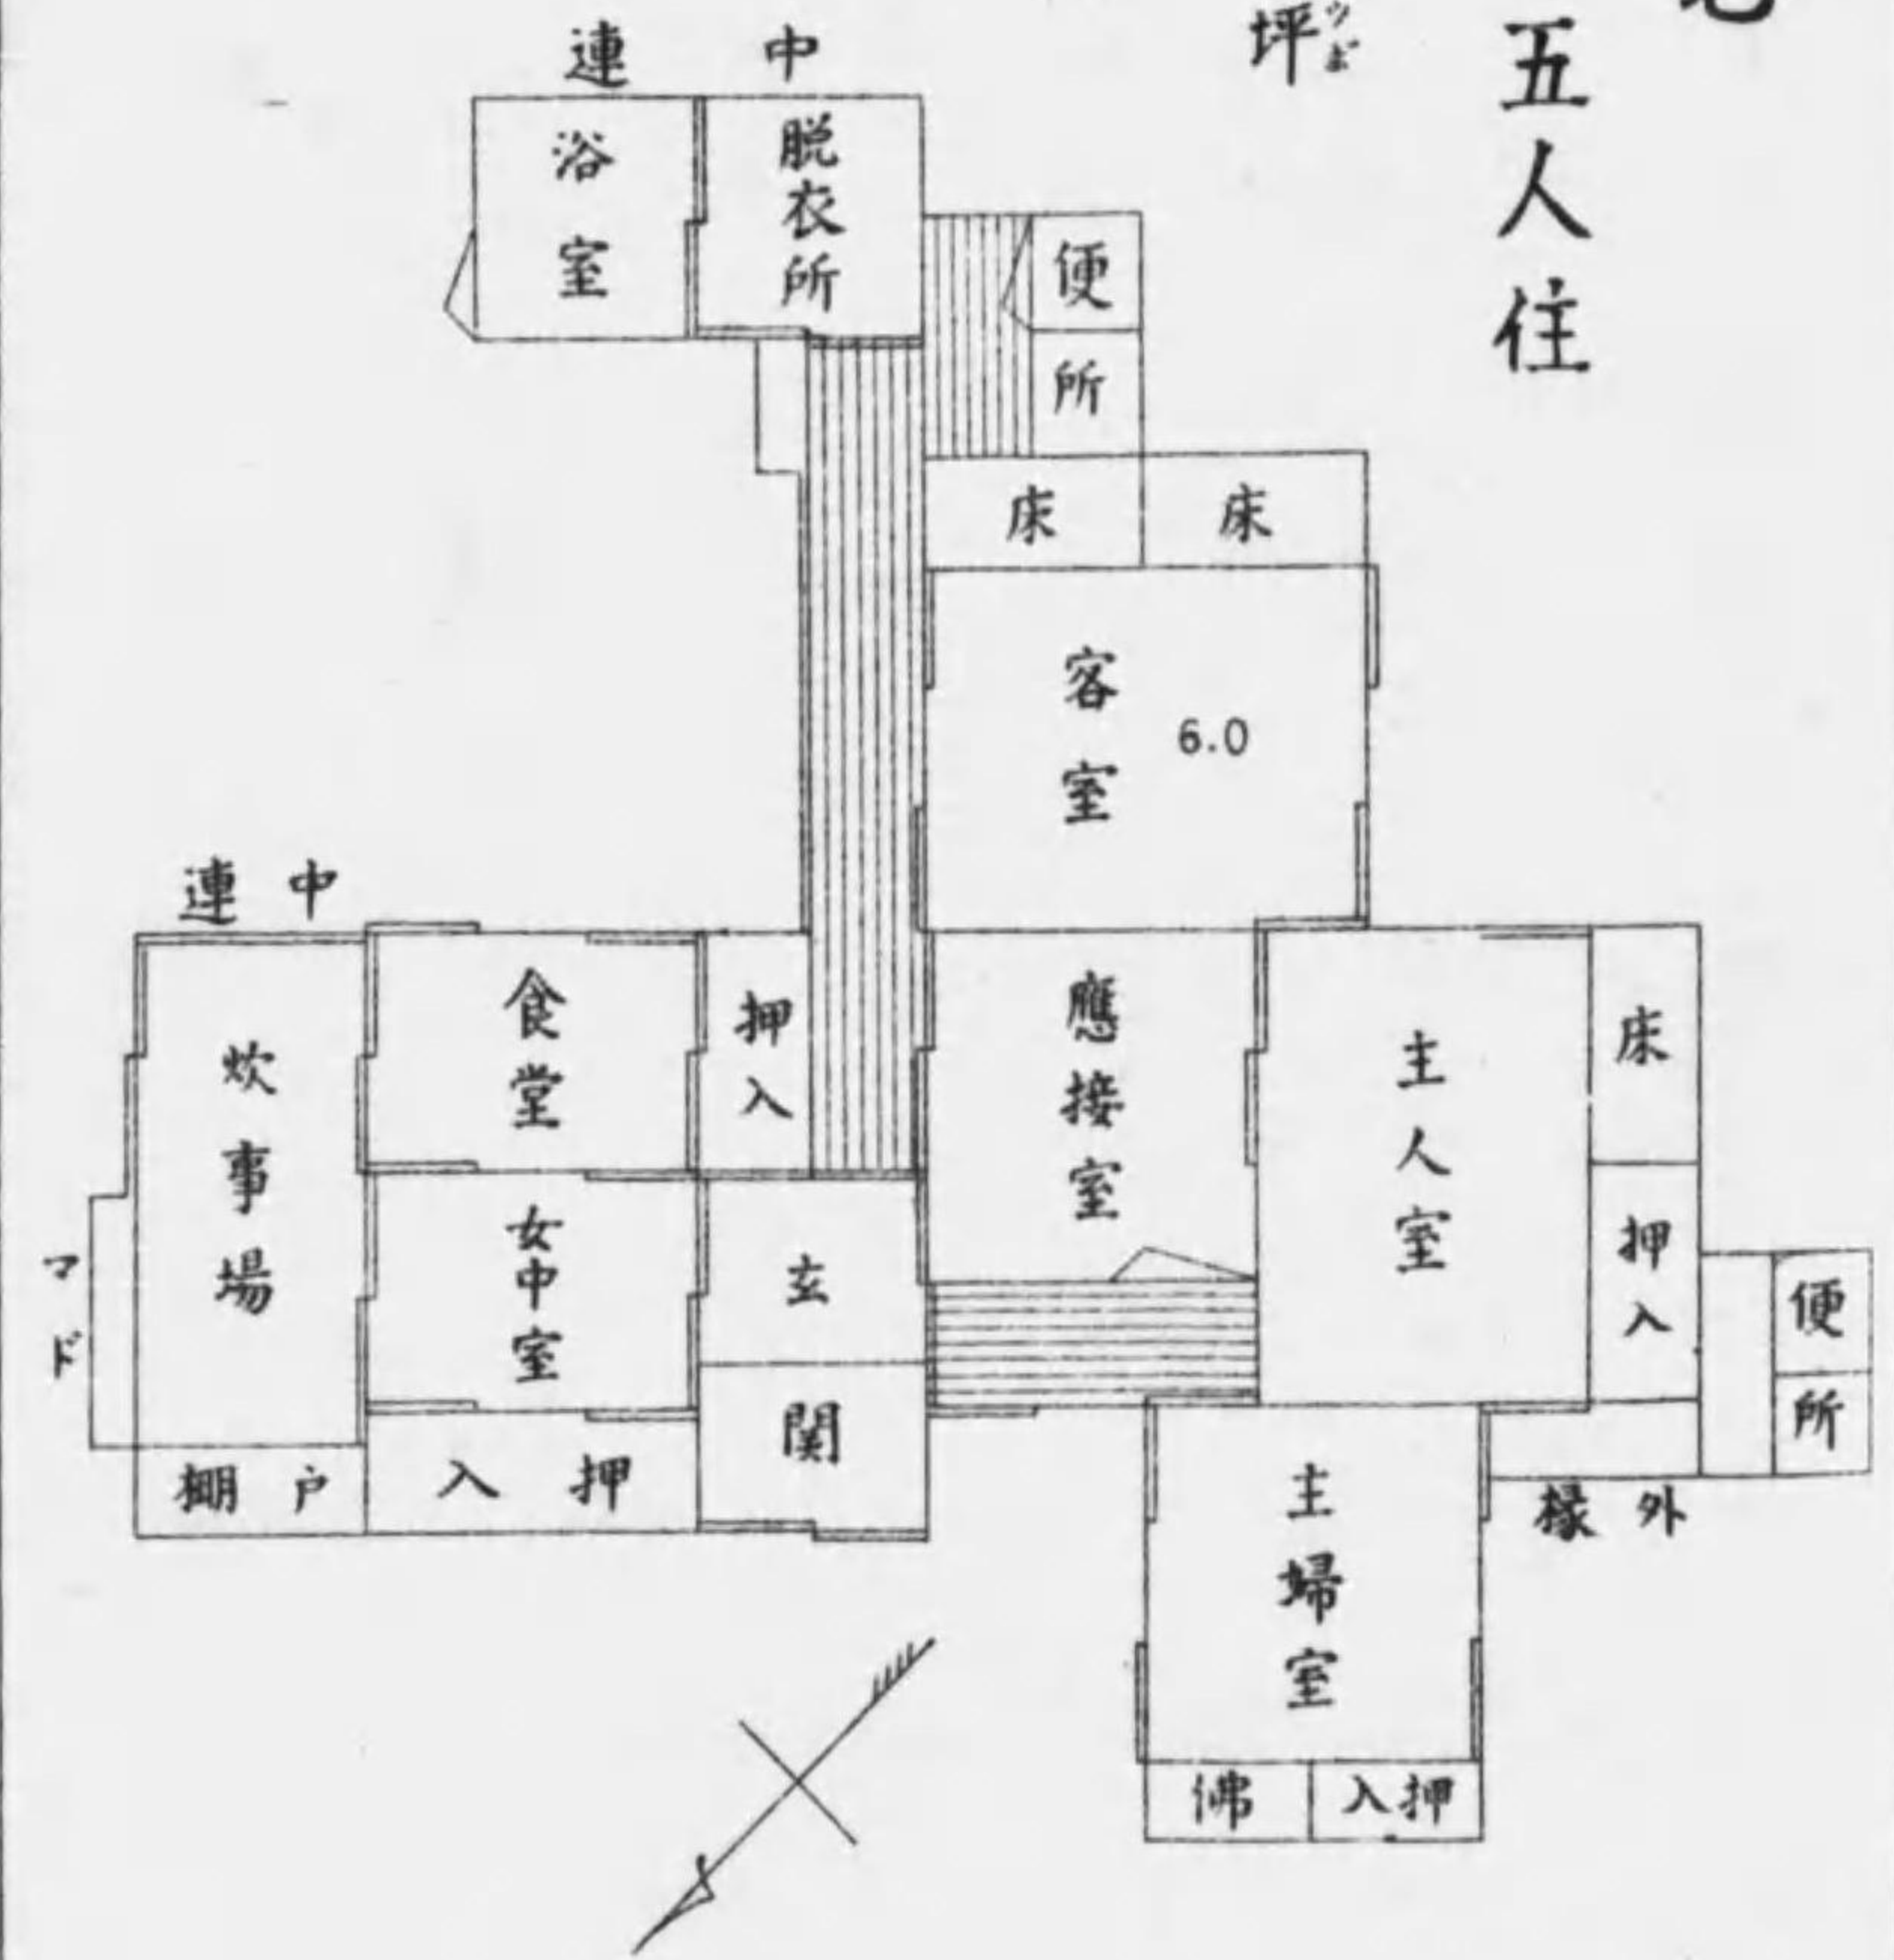 五人住
坪ツボ
中連
脱衣所
浴室
便所
床
床
客室
6.0
中連
應接室
主人室
床
押入
食堂
押入
炊事場
女中室
玄関
マド
便所
戸棚
押入
外椽
主婦室
佛
押入